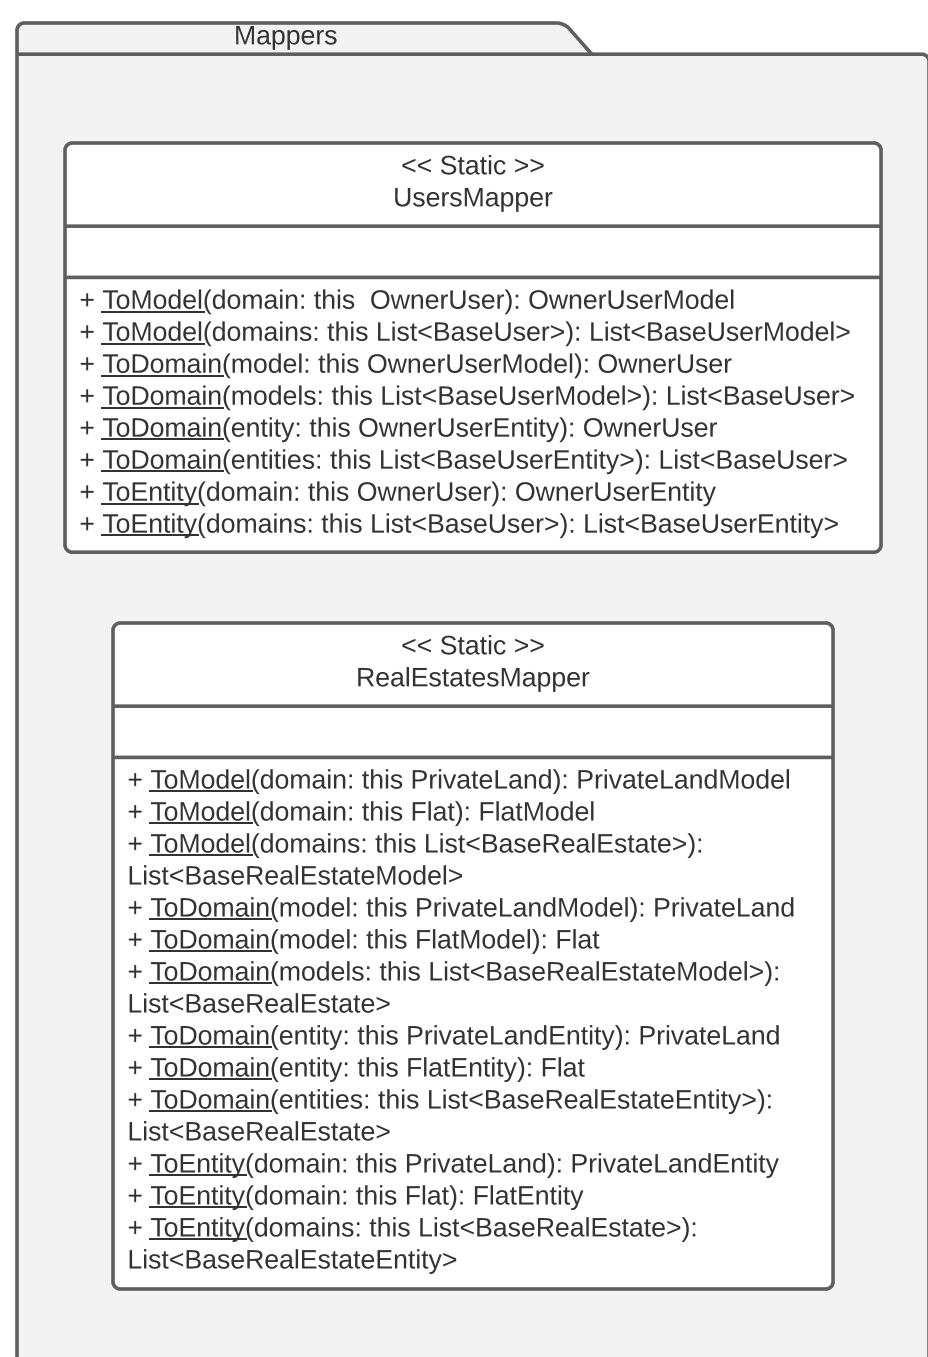 Mappers
<< Static >>
UsersMapper
+ ToModel(domain: this  OwnerUser): OwnerUserModel
+ ToModel(domains: this List<BaseUser>): List<BaseUserModel>
+ ToDomain(model: this OwnerUserModel): OwnerUser
+ ToDomain(models: this List<BaseUserModel>): List<BaseUser>
+ ToDomain(entity: this OwnerUserEntity): OwnerUser
+ ToDomain(entities: this List<BaseUserEntity>): List<BaseUser>
+ ToEntity(domain: this OwnerUser): OwnerUserEntity
+ ToEntity(domains: this List<BaseUser>): List<BaseUserEntity>
<< Static >>
RealEstatesMapper
+ ToModel(domain: this PrivateLand): PrivateLandModel
+ ToModel(domain: this Flat): FlatModel
+ ToModel(domains: this List<BaseRealEstate>):
List<BaseRealEstateModel>
+ ToDomain(model: this PrivateLandModel): PrivateLand
+ ToDomain(model: this FlatModel): Flat
+ ToDomain(models: this List<BaseRealEstateModel>):
List<BaseRealEstate>
+ ToDomain(entity: this PrivateLandEntity): PrivateLand
+ ToDomain(entity: this FlatEntity): Flat
+ ToDomain(entities: this List<BaseRealEstateEntity>):
List<BaseRealEstate>
+ ToEntity(domain: this PrivateLand): PrivateLandEntity
+ ToEntity(domain: this Flat): FlatEntity
+ ToEntity(domains: this List<BaseRealEstate>):
List<BaseRealEstateEntity>